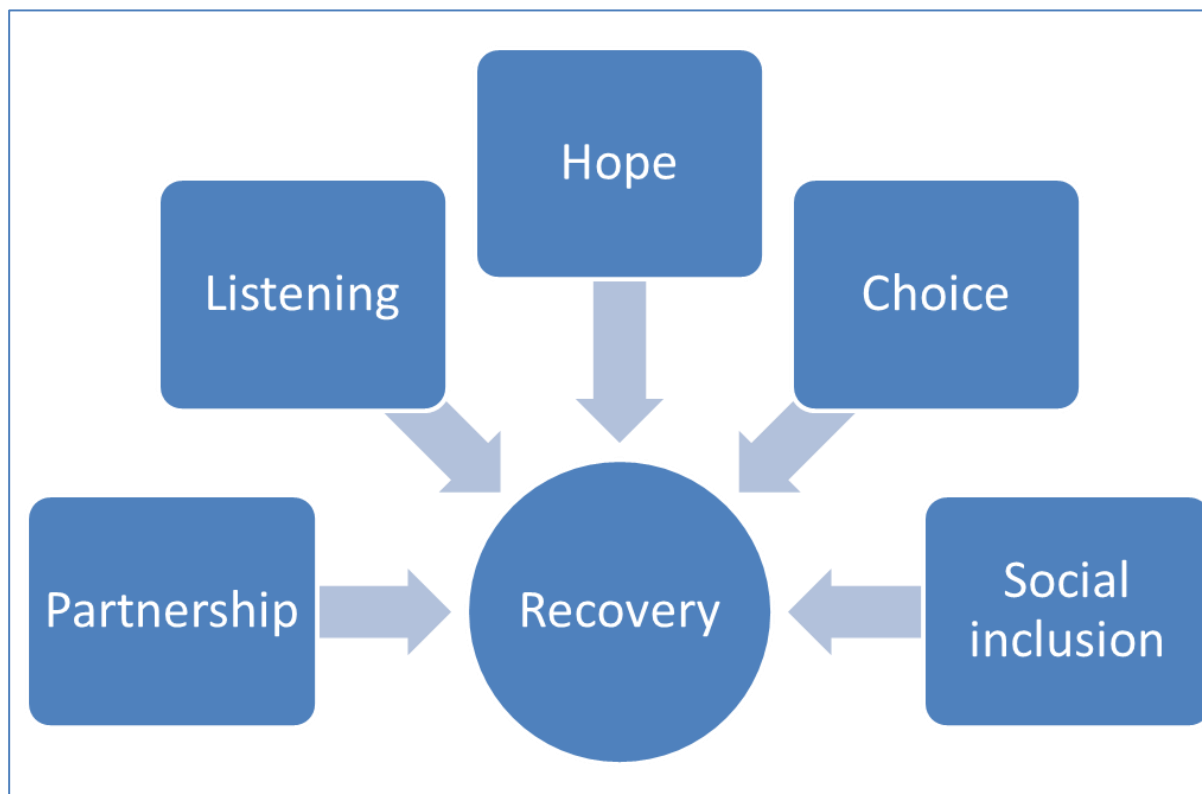 Hope
Listening
Choice
Partnership
Recovery
Social
inclusion